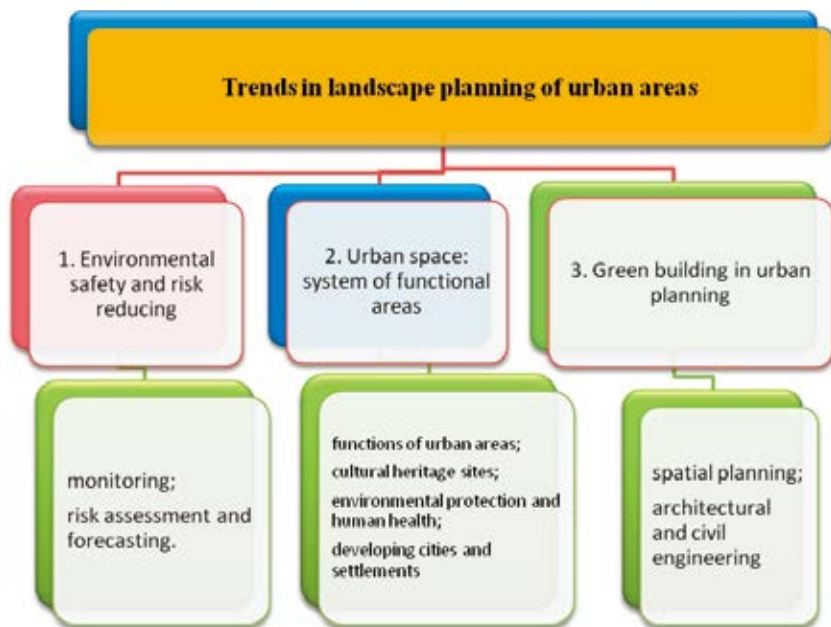 Trends in landscape planning of urban areas
1. Environmental
safety and risk
reducing
2. Urban space:
system of functional
areas
3. Green building in urban
planning
monitoring;
risk assessment and
forecasting.
functions of urban areas;
cultural heritage sites;
environmental protection and
human health;
developing cities and
settlements
spatial planning;
architectural
and civil
engineering